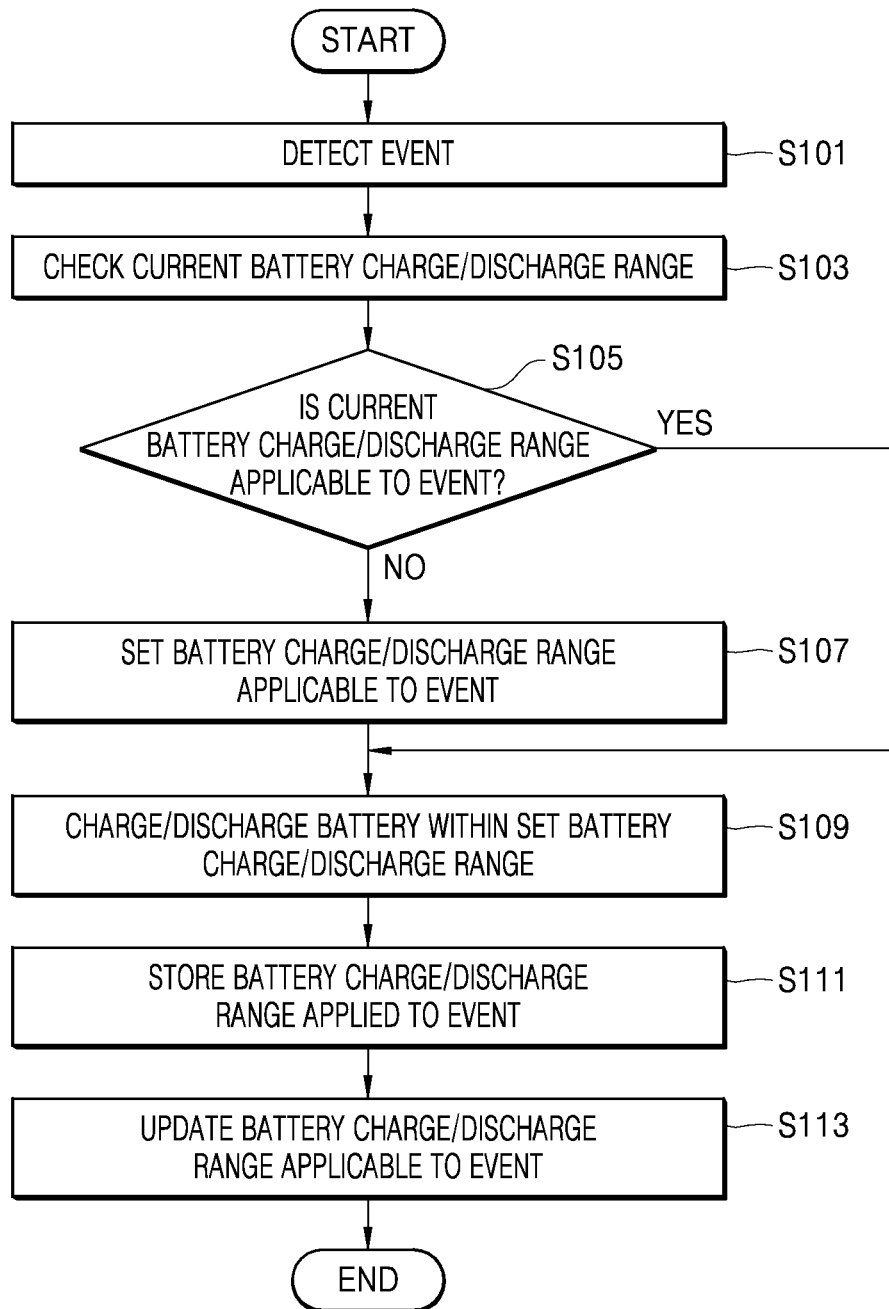 START
DETECT EVENT
S101
CHECK CURRENT BATTERY CHARGE/DISCHARGE RANGE
S103
S105
IS CURRENT
BATTERY CHARGE/DISCHARGE RANGE
APPLICABLE TO EVENT?
YES
NO
SET BATTERY CHARGE/DISCHARGE RANGE
APPLICABLE TO EVENT
S107
CHARGE/DISCHARGE BATTERY WITHIN SET BATTERY
CHARGE/DISCHARGE RANGE
S109
STORE BATTERY CHARGE/DISCHARGE
RANGE APPLIED TO EVENT
S111
UPDATE BATTERY CHARGE/DISCHARGE
RANGE APPLICABLE TO EVENT
S113
END